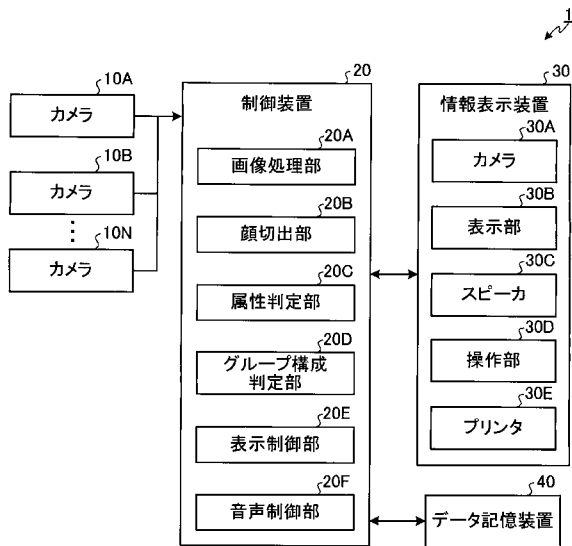 1
10A
カメラ
10B
カメラ
10N
カメラ
20
制御装置
20A
画像処理部
20B
顔切出部
20C
属性判定部
20D
グループ構成
判定部
20E
表示制御部
20F
音声制御部
30
情報表示装置
30A
カメラ
30B
表示部
30C
スピーカ
30D
操作部
30E
プリンタ
40
データ記憶装置